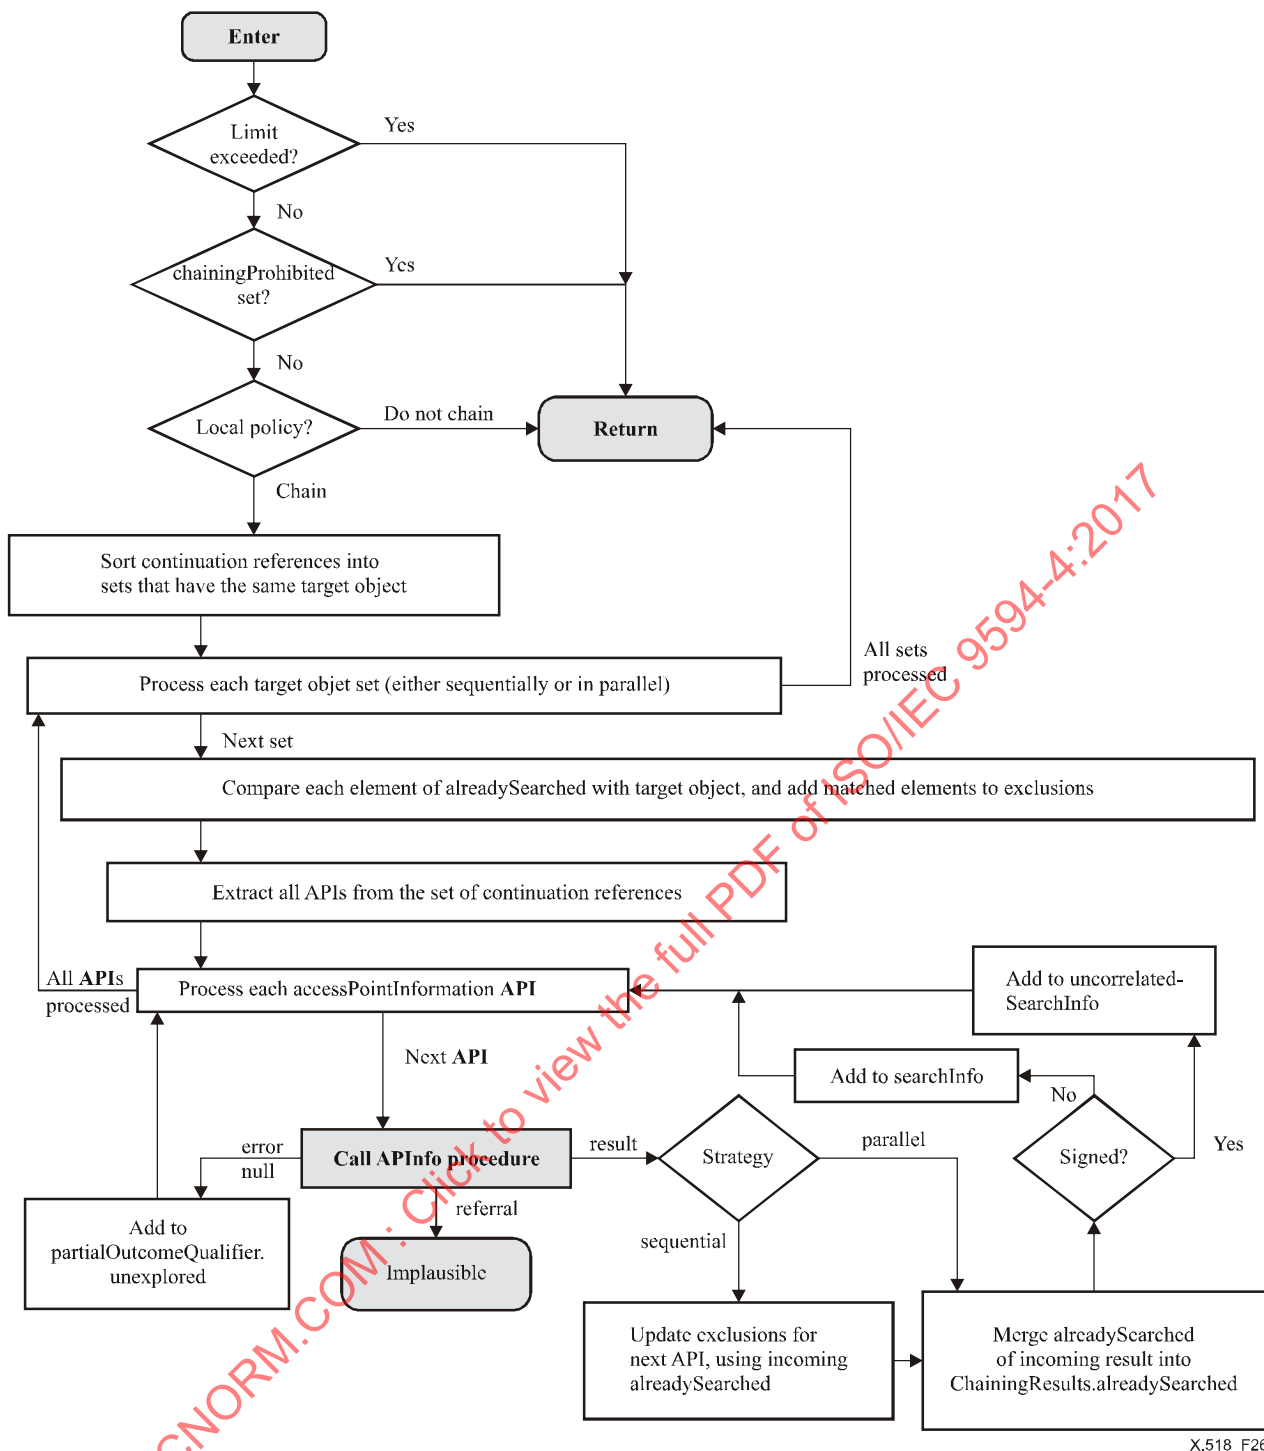 Enter
Limit
exceeded?
Yes
No
chainingProhibited
set?
Yes
No
Local policy?
Do not chain
Return
Chain
Sort continuation references into
sets that have the same target object
All sets
processed
Process each target objet set (either sequentially or in parallel)
Next set
Compare each element of alreadySearched with target object, and add matched elements to exclusions
Extract all APIs from the set of continuation references
All APIs
processed
Process each accessPointInformation API
Add to uncorrelated-
SearchInfo
Next API
Add to searchInfo
No
error
null
Call APInfo procedure
result
Strategy
parallel
Signed?
Yes
referral
Add to
partialOutcomeQualifier.
unexplored
Implausible
sequential
Update exclusions for
next API, using incoming
alreadySearched
Merge alreadySearched
of incoming result into
ChainingResults.alreadySearched
X.518_F26
CNORM.COM : Click to view the full PDF of ISO/IEC 9594-4:2017